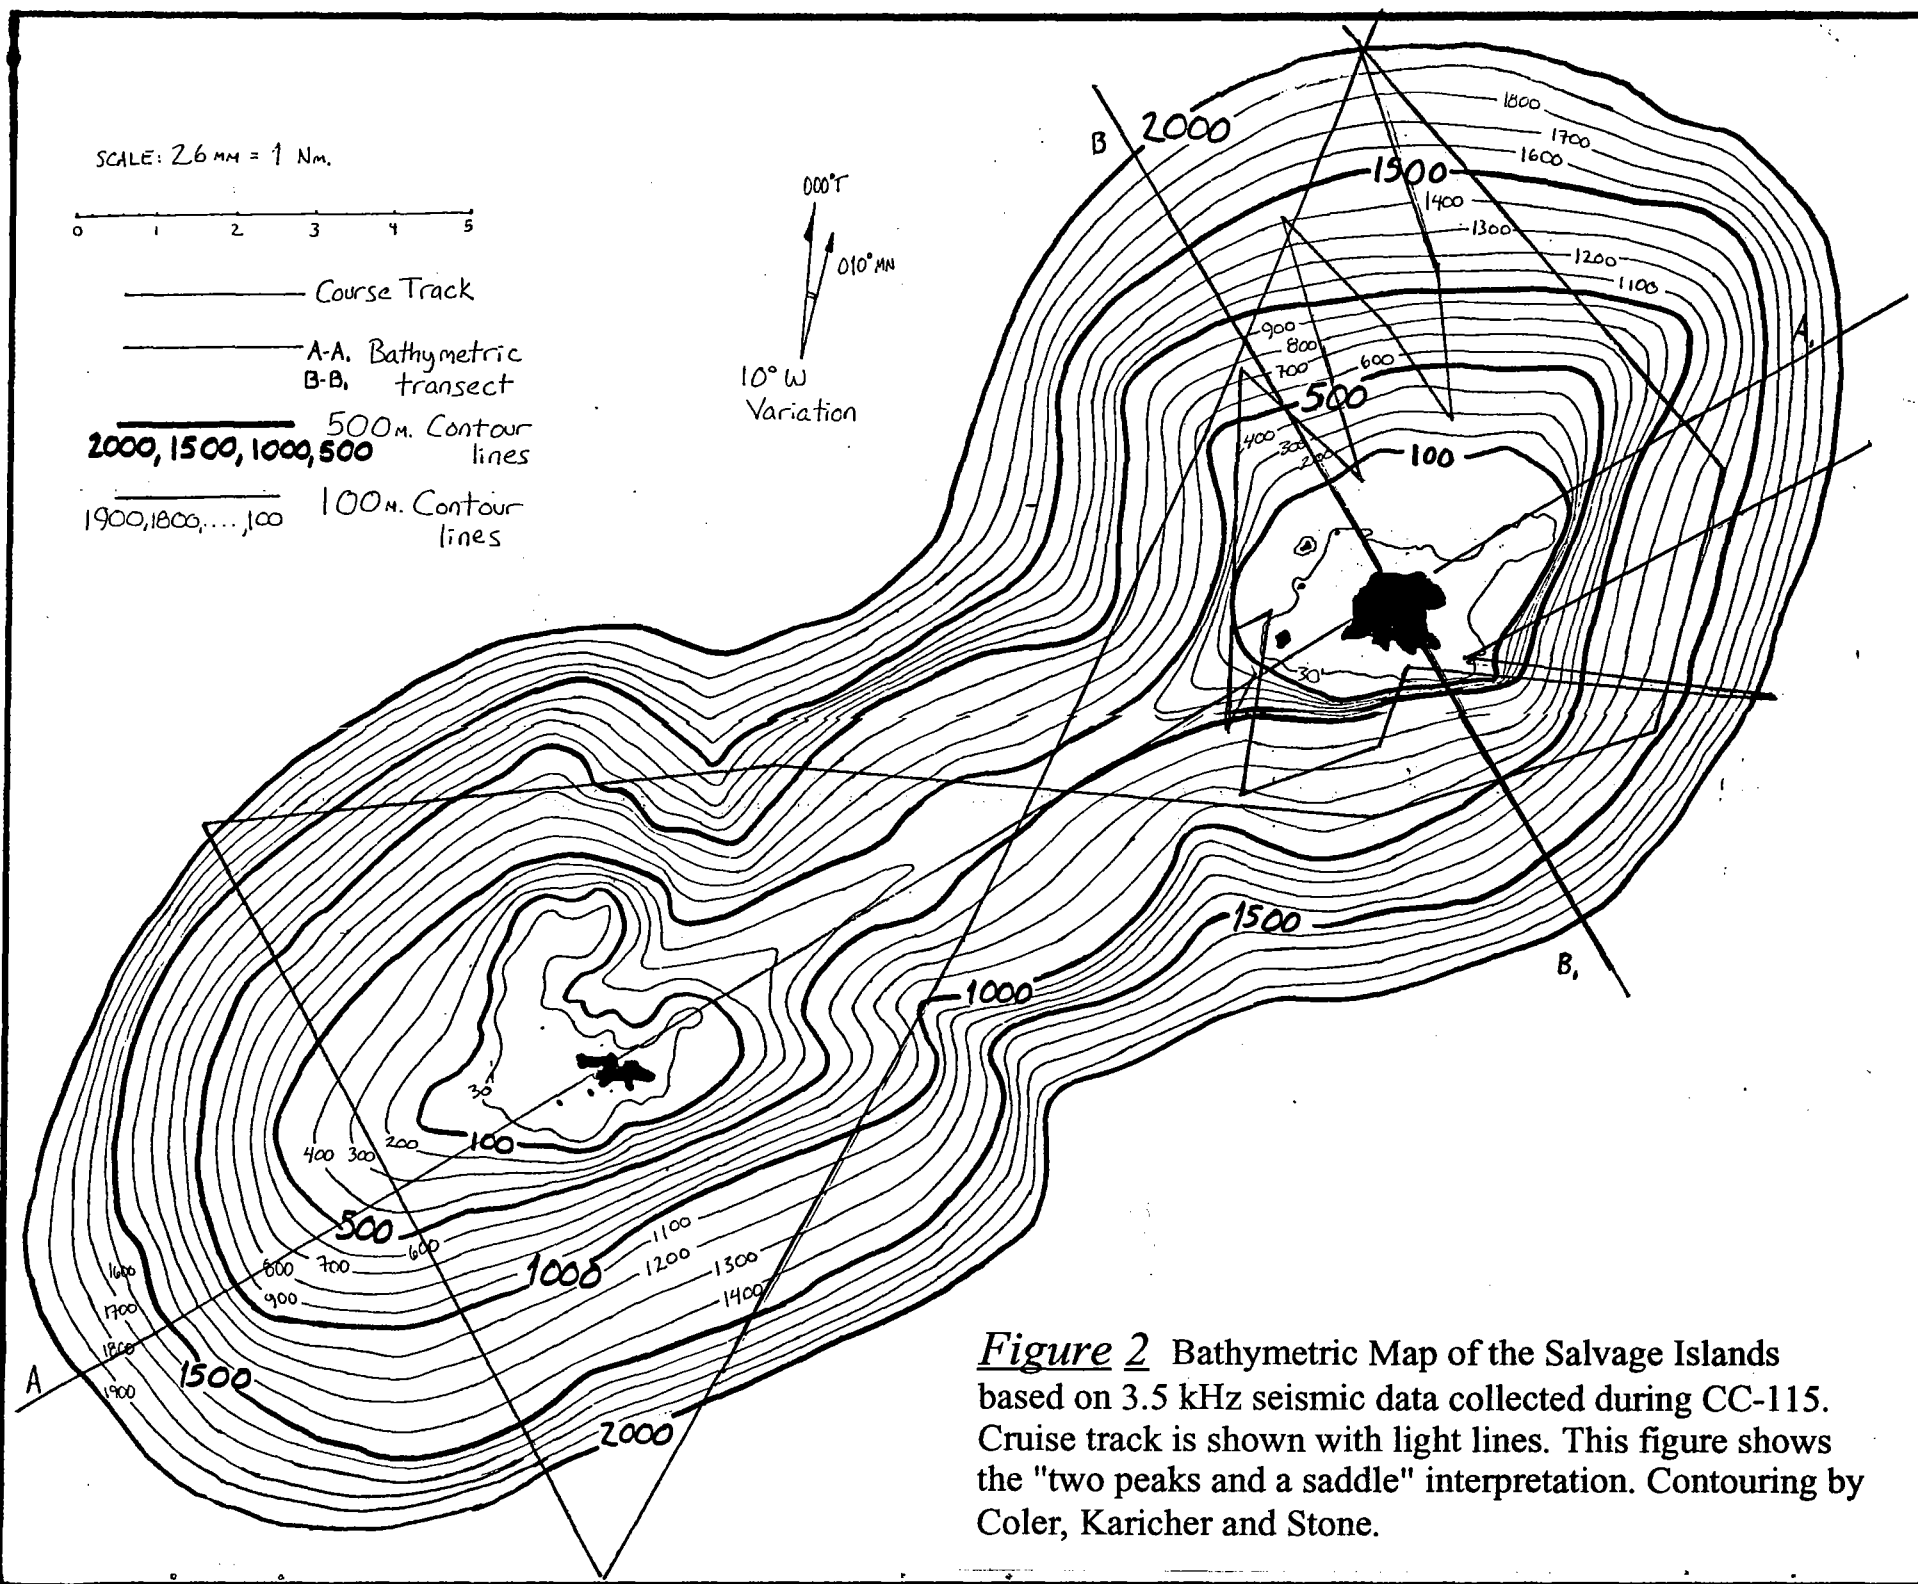 SCALE: 26 MM = 1 NM.
0 1 2 3 4 5
Course Track
A-A, Bathymetric
B-B, transect
500M. Contour
2000, 1500, 1000, 500 lines
100M. Contour
1900, 1800, ...., 100 lines
000°T
010° MN
10° W
Variation
B
2000
1800
1700
1600
1500
1400
1300
1200
1100
A,
900
800
700
600
500
400
300
200
100
30'
1500
B,
1000
30'
100
200
300
400
500
600
700
800
900
1000
1100
1200
1300
1400
1600
1700
1800
1900
1500
A
2000
Figure 2 Bathymetric Map of the Salvage Islands
based on 3.5 kHz seismic data collected during CC-115.
Cruise track is shown with light lines. This figure shows
the "two peaks and a saddle" interpretation. Contouring by
Coler, Karicher and Stone.